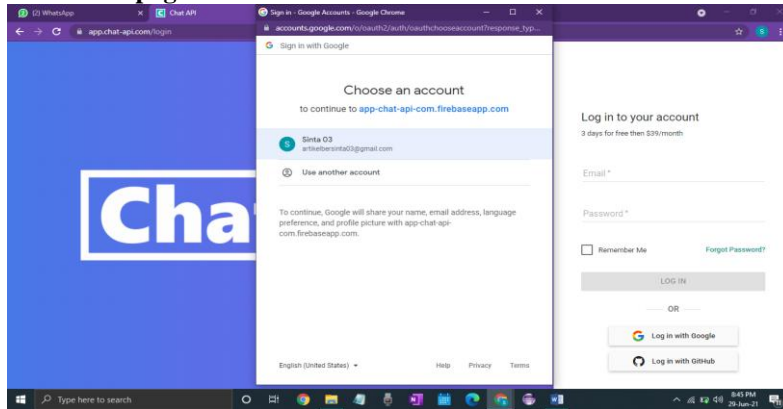 (2) WhatsApp
Chat API
app.chat-api.com/login
Sign in - Google Accounts - Google Chrome
accounts.google.com/o/oauth2/auth/oauthchooseaccount?response_typ...
Sign in with Google
Choose an account
to continue to app-chat-api-com.firebaseapp.com
S
Sinta 03
artikelbersinta03@gmail.com
Use another account
To continue, Google will share your name, email address, language
preference, and profile picture with app-chat-api-
com.firebaseapp.com.
English (United States)
Help
Privacy
Terms
Cha
Log in to your account
3 days for free then $39/month
Email *
Password *
Remember Me
Forgot Password?
LOG IN
OR
Log in with Google
Log in with GitHub
Type here to search
8:45 PM
29-Jun-21